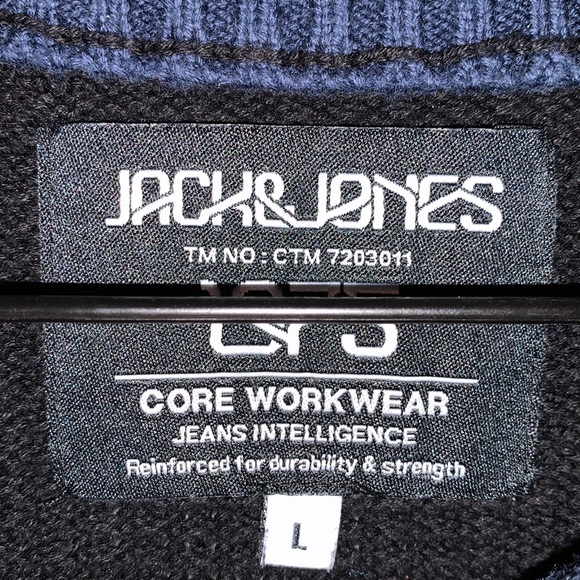 JACK&JONES
TM NO : CTM 7203011
CORE WORKWEAR
JEANS INTELLIGENCE
Reinforced for durability & strength
L